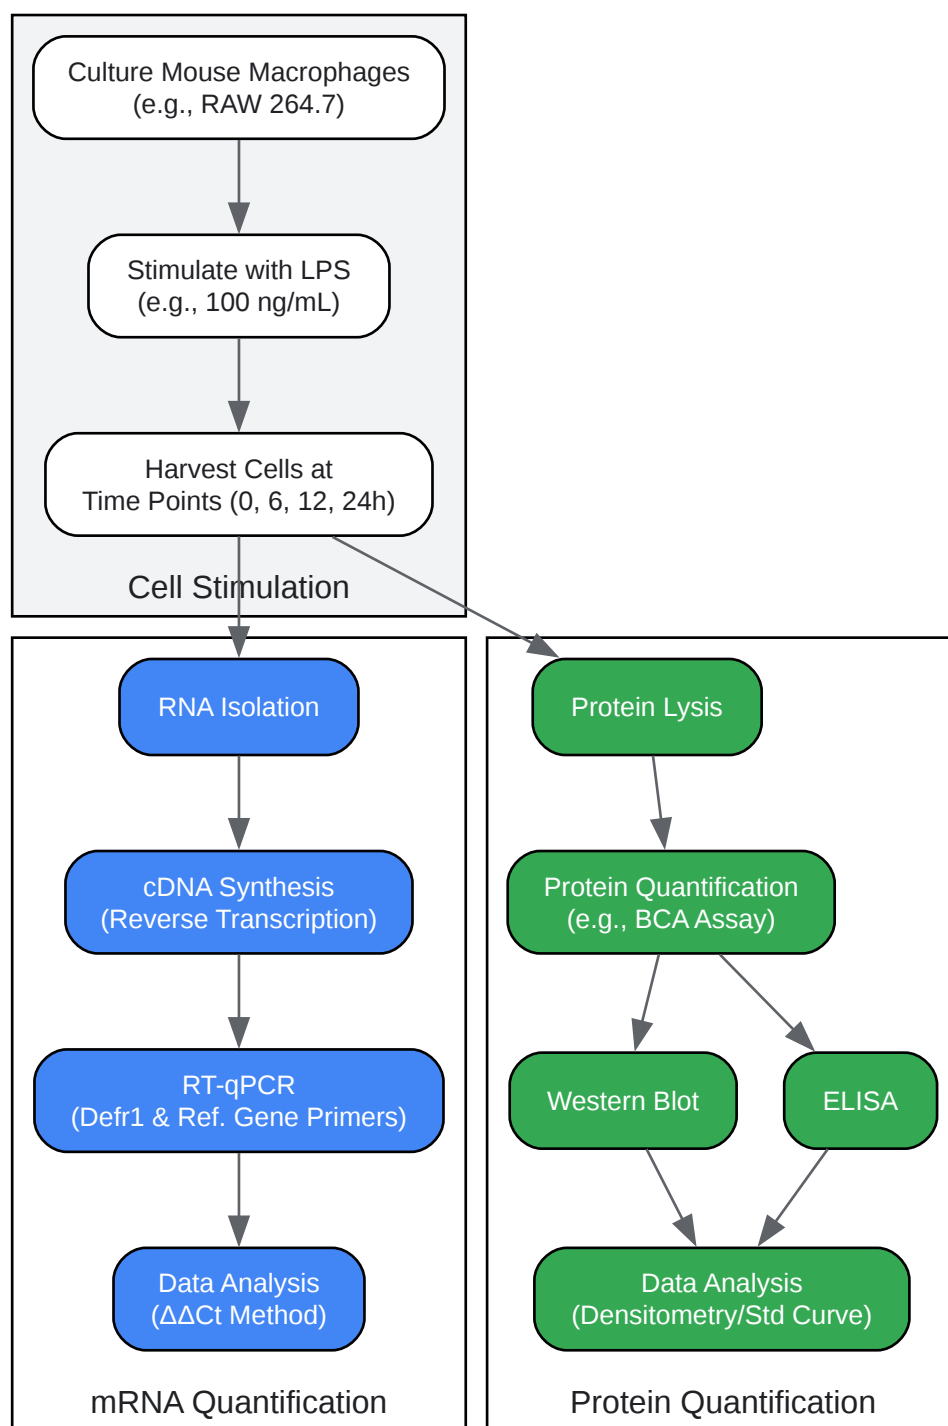 Culture Mouse Macrophages
(e.g., RAW 264.7)
Stimulate with LPS
(e.g., 100 ng/mL)
Harvest Cells at
Time Points (0, 6, 12, 24h)
Cell Stimulation
RNA Isolation
cDNA Synthesis
(Reverse Transcription)
RT-qPCR
(Defr1 & Ref. Gene Primers)
Data Analysis
(ΔΔCt Method)
mRNA Quantification
Protein Lysis
Protein Quantification
(e.g., BCA Assay)
Western Blot
ELISA
Data Analysis
(Densitometry/Std Curve)
Protein Quantification